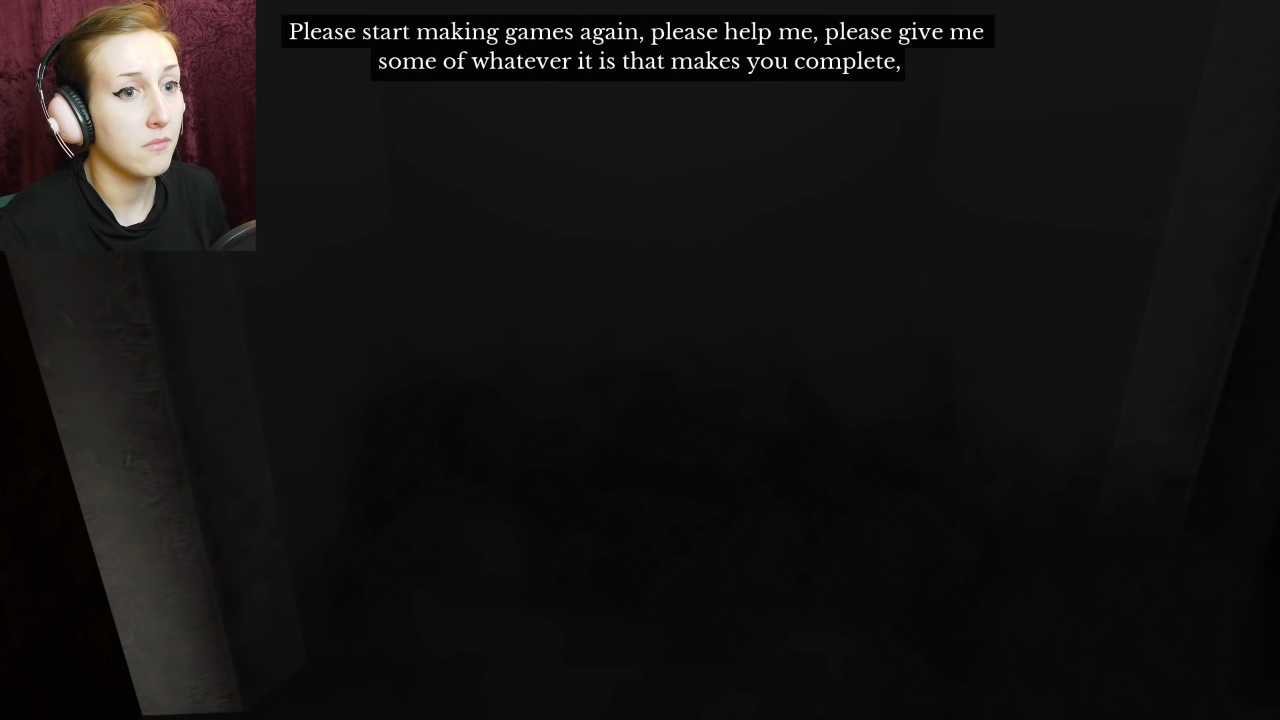 Please start making games again, please help me, please give me
some of whatever it is that makes you complete,